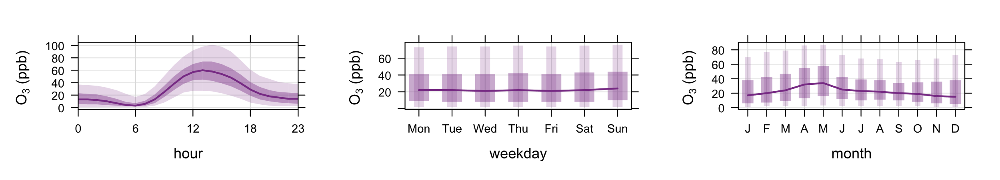 O3 (ppb)
100
80
60
40
20
0
0 6 12 18 23
hour
O3 (ppb)
60
40
20
Mon Tue Wed Thu Fri Sat Sun
weekday
O3 (ppb)
80
60
40
20
0
J F M A M J J A S O N D
month